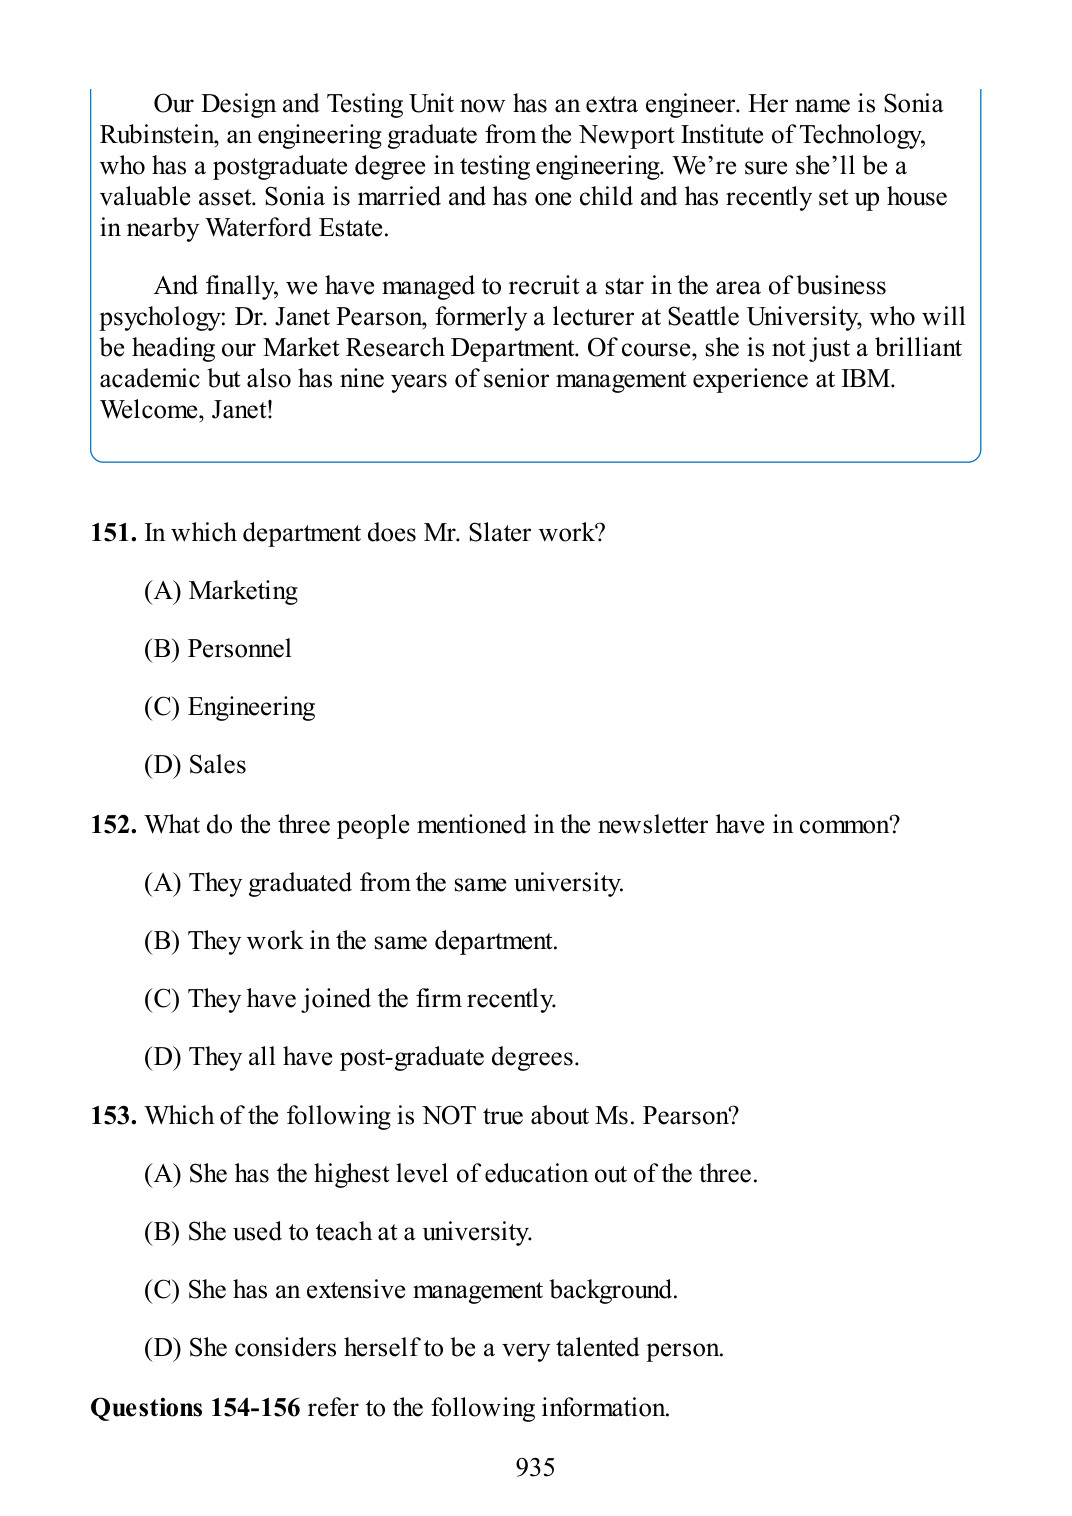 Our Design and Testing Unit now has an extra engineer. Her name is Sonia
Rubinstein, an engineering graduate from the Newport Institute of Technology,
who has a postgraduate degree in testing engineering. We’re sure she’ll be a
valuable asset. Sonia is married and has one child and has recently set up house
in nearby Waterford Estate.
And finally, we have managed to recruit a star in the area of business
psychology: Dr. Janet Pearson, formerly a lecturer at Seattle University, who will
be heading our Market Research Department. Of course, she is not just a brilliant
academic but also has nine years of senior management experience at IBM.
Welcome, Janet!
151. In which department does Mr. Slater work?
(A) Marketing
(B) Personnel
(C) Engineering
(D) Sales
152. What do the three people mentioned in the newsletter have in common?
(A) They graduated from the same university.
(B) They work in the same department.
(C) They have joined the firm recently.
(D) They all have post-graduate degrees.
153. Which of the following is NOT true about Ms. Pearson?
(A) She has the highest level of education out of the three.
(B) She used to teach at a university.
(C) She has an extensive management background.
(D) She considers herself to be a very talented person.
Questions 154-156 refer to the following information.
935